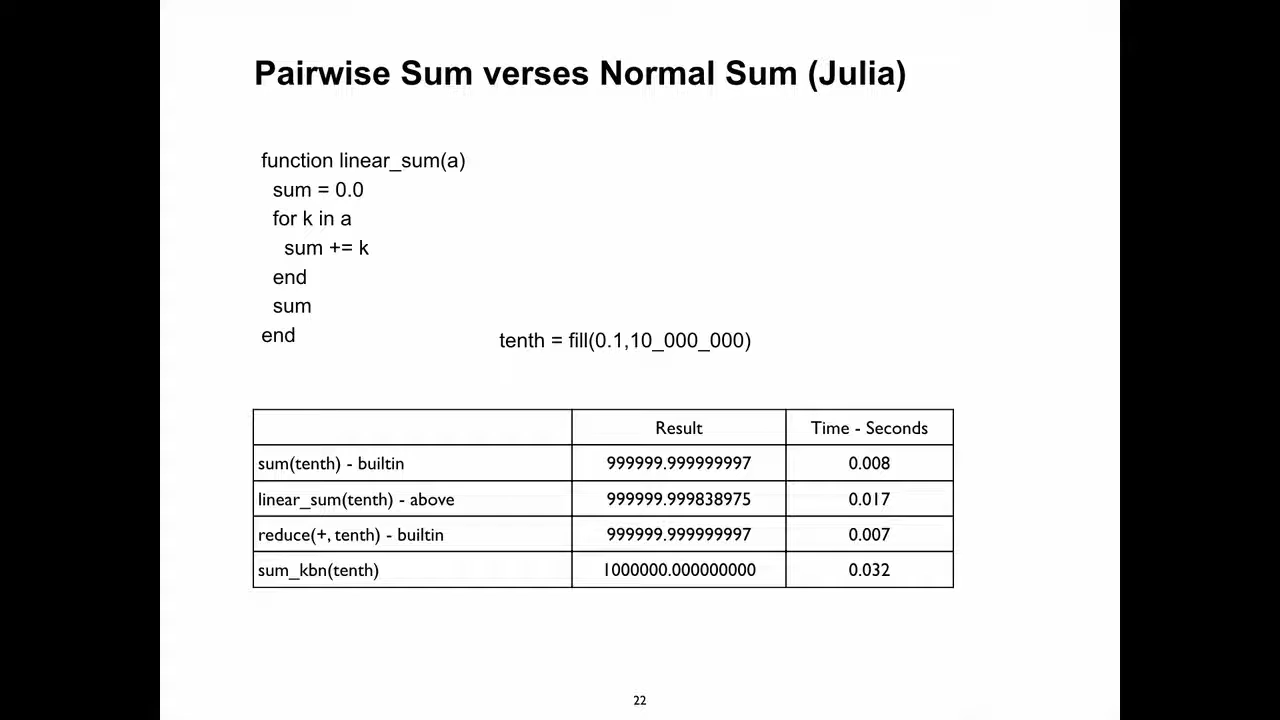 Pairwise Sum verses Normal Sum (Julia)
function linear_sum(a)
sum = 0.0
for k in a
sum += k
end
sum
end
tenth = fill(0.1,10_000_000)
Result Time - Seconds
sum(tenth) - builtin 999999.999999997 0.008
linear_sum(tenth) - above 999999.999838975 0.017
reduce(+, tenth) - builtin 999999.999999997 0.007
sum_kbn(tenth) 1000000.000000000 0.032
22